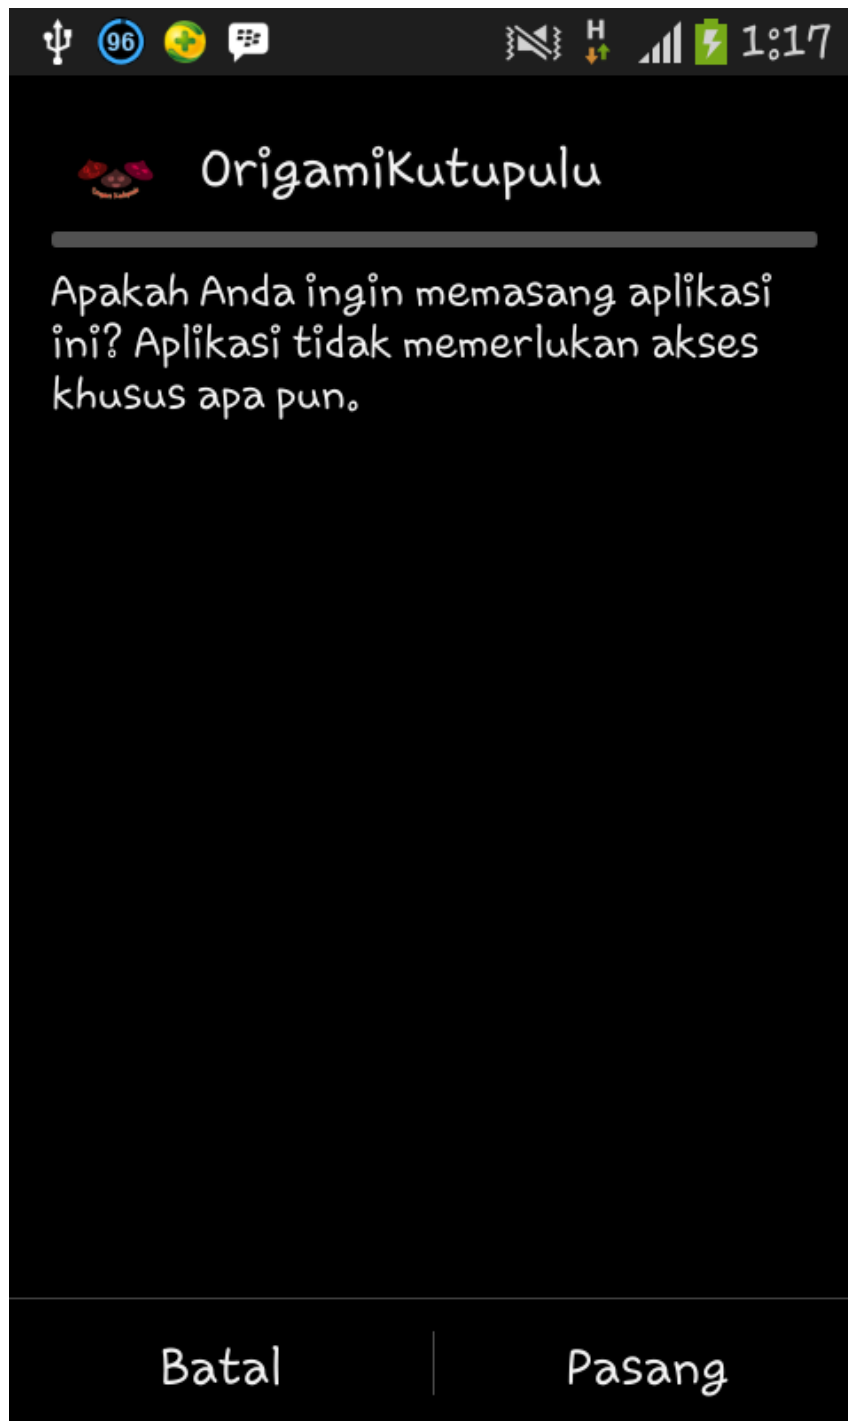 96
H
1:17
OrigamiKutupulu
Apakah Anda ingin memasang aplikasi
ini? Aplikasi tidak memerlukan akses
khusus apa pun.
Batal
Pasang